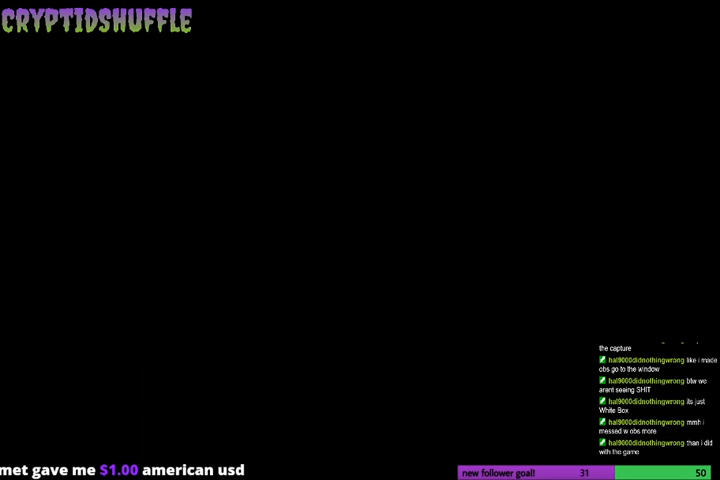 CRYPTIDSHUFFLE
the capture
hal9000didnothingwrong like i made
obs go to the window
hal9000didnothingwrong btw we
arent seeing SHIT
hal9000didnothingwrong its just
White Box
hal9000didnothingwrong mmh i
messed w obs more
hal9000didnothingwrong than i did
with the game
met gave me $1.00 american usd
new follower goal! 31 50